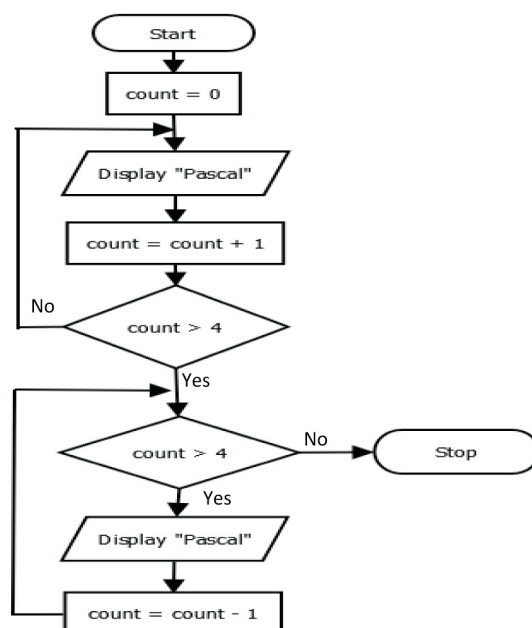 Start
count = 0
Display "Pascal"
count = count + 1
No
count > 4
Yes
count > 4
No
Stop
Yes
Display "Pascal"
count = count - 1